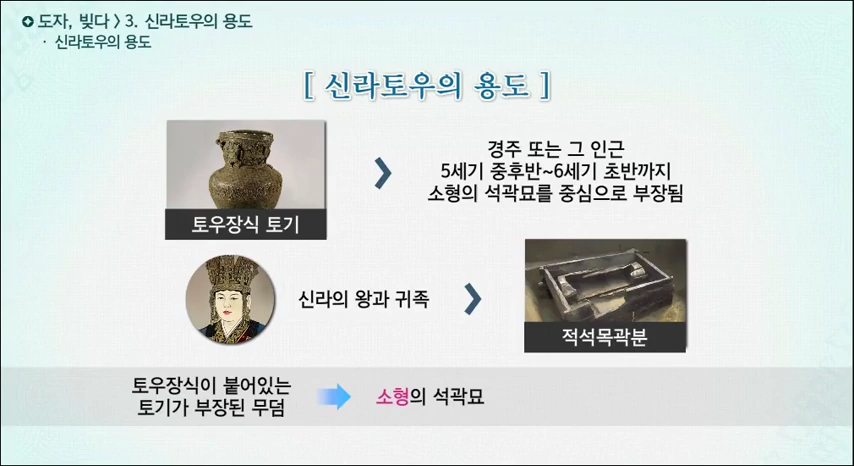 도자, 빚다 > 3. 신라토우의 용도
· 신라토우의 용도
[ 신라토우의 용도 ]
경주 또는 그 인근
5세기 중후반~6세기 초반까지
소형의 석곽묘를 중심으로 부장됨
토우장식 토기
신라의 왕과 귀족
적석목곽분
토우장식이 붙어있는
토기가 부장된 무덤
소형의 석곽묘